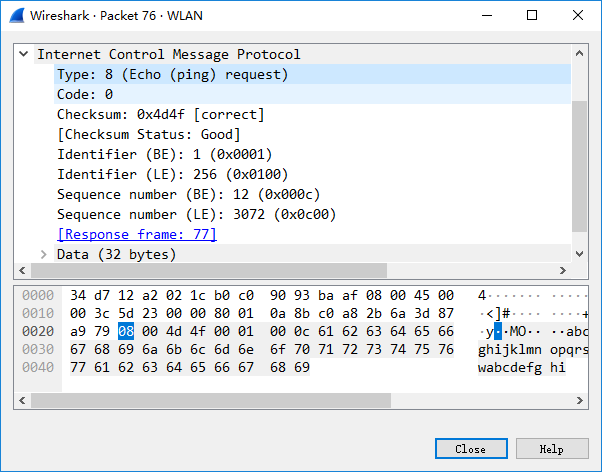 Wireshark · Packet 76 · WLAN
Internet Control Message Protocol
Type: 8 (Echo (ping) request)
Code: 0
Checksum: 0x4d4f [correct]
[Checksum Status: Good]
Identifier (BE): 1 (0x0001)
Identifier (LE): 256 (0x0100)
Sequence number (BE): 12 (0x000c)
Sequence number (LE): 3072 (0x0c00)
[Response frame: 77]
Data (32 bytes)
0000 34 d7 12 a2 02 1c b0 c0 90 93 ba af 08 00 45 00 4······· ······
0010 00 3c 5d 23 00 00 80 01 0a 8b c0 a8 2b 6a 3d 87 ·<]#···· ····+
0020 a9 79 08 00 4d 4f 00 01 00 0c 61 62 63 64 65 66 ·y··MO·· ··abc
0030 67 68 69 6a 6b 6c 6d 6e 6f 70 71 72 73 74 75 76 ghijklmn opqrs
0040 77 61 62 63 64 65 66 67 68 69 wabcdefg hi
Close Help